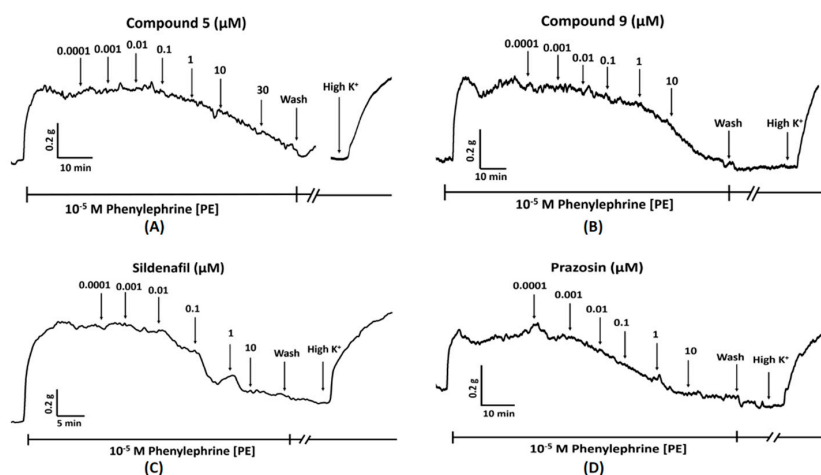 Compound 5 (µM)
0.0001 0.001 0.01 0.1 1 10 30 Wash High K⁺
0.2 g
10 min
10⁻⁵ M Phenylephrine [PE]
(A)
Compound 9 (µM)
0.0001 0.001 0.01 0.1 1 10 Wash High K⁺
0.2 g
10 min
10⁻⁵ M Phenylephrine [PE]
(B)
Sildenafil (µM)
0.0001 0.001 0.01 0.1 1 10 Wash High K⁺
0.2 g
5 min
10⁻⁵ M Phenylephrine [PE]
(C)
Prazosin (µM)
0.0001 0.001 0.01 0.1 1 10 Wash High K⁺
0.2 g
10 min
10⁻⁵ M Phenylephrine [PE]
(D)